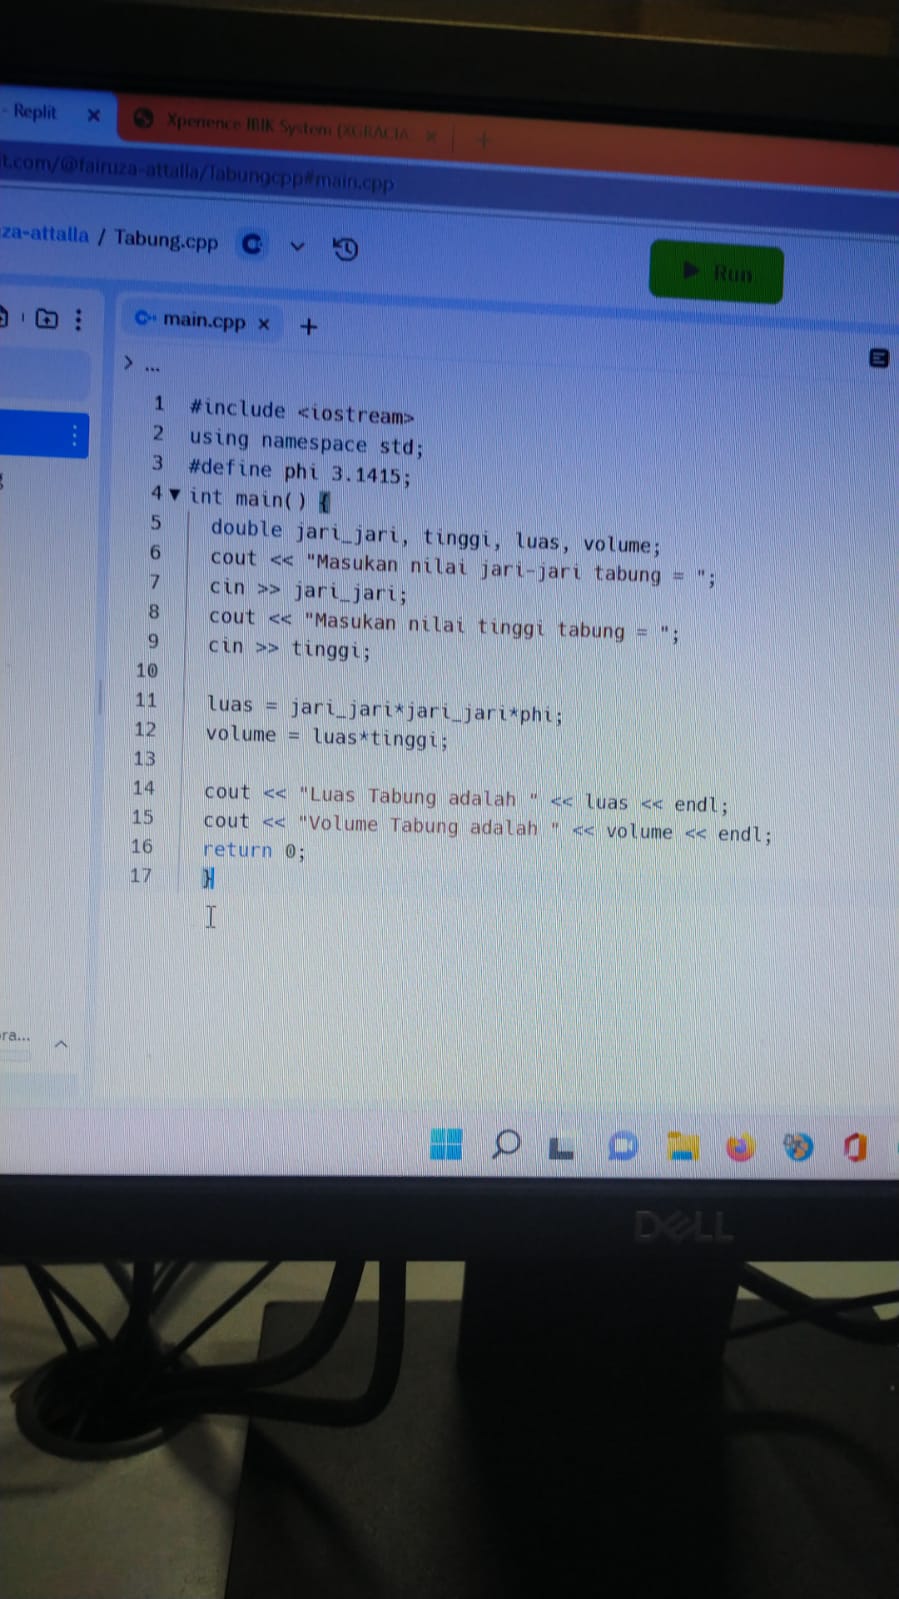 - Replit ×
Xperience IBIK System (XGRACIA × +
it.com/@fairuza-attalla/Tabungcpp#main.cpp
za-attalla / Tabung.cpp
Run
main.cpp × +
> ...
1 #include <iostream>
2 using namespace std;
3 #define phi 3.1415;
4 int main() {
5 double jari_jari, tinggi, luas, volume;
6 cout << "Masukan nilai jari-jari tabung = ";
7 cin >> jari_jari;
8 cout << "Masukan nilai tinggi tabung = ";
9 cin >> tinggi;
10
11 luas = jari_jari*jari_jari*phi;
12 volume = luas*tinggi;
13
14 cout << "Luas Tabung adalah " << luas << endl;
15 cout << "Volume Tabung adalah " << volume << endl;
16 return 0;
17 }
ra...
DELL